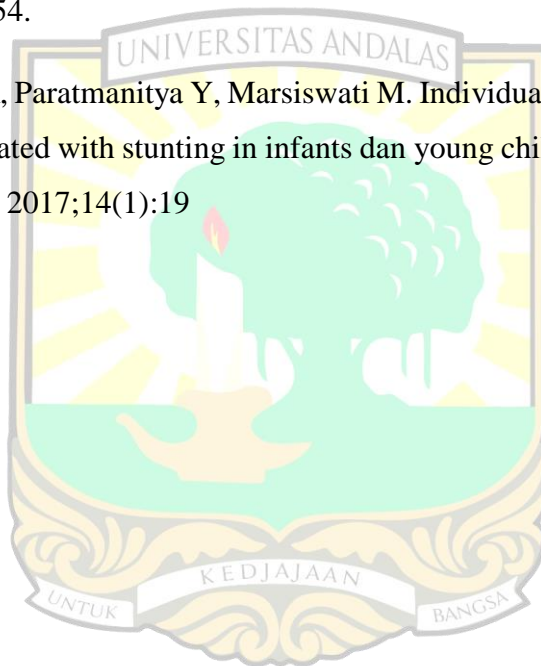 54.
UNIVERSITAS ANDALAS
, Paratmanitya Y, Marsiswati M. Individua
ated with stunting in infants dan young chi
2017;14(1):19
KEDJAJAAN
UNTUK BANGSA